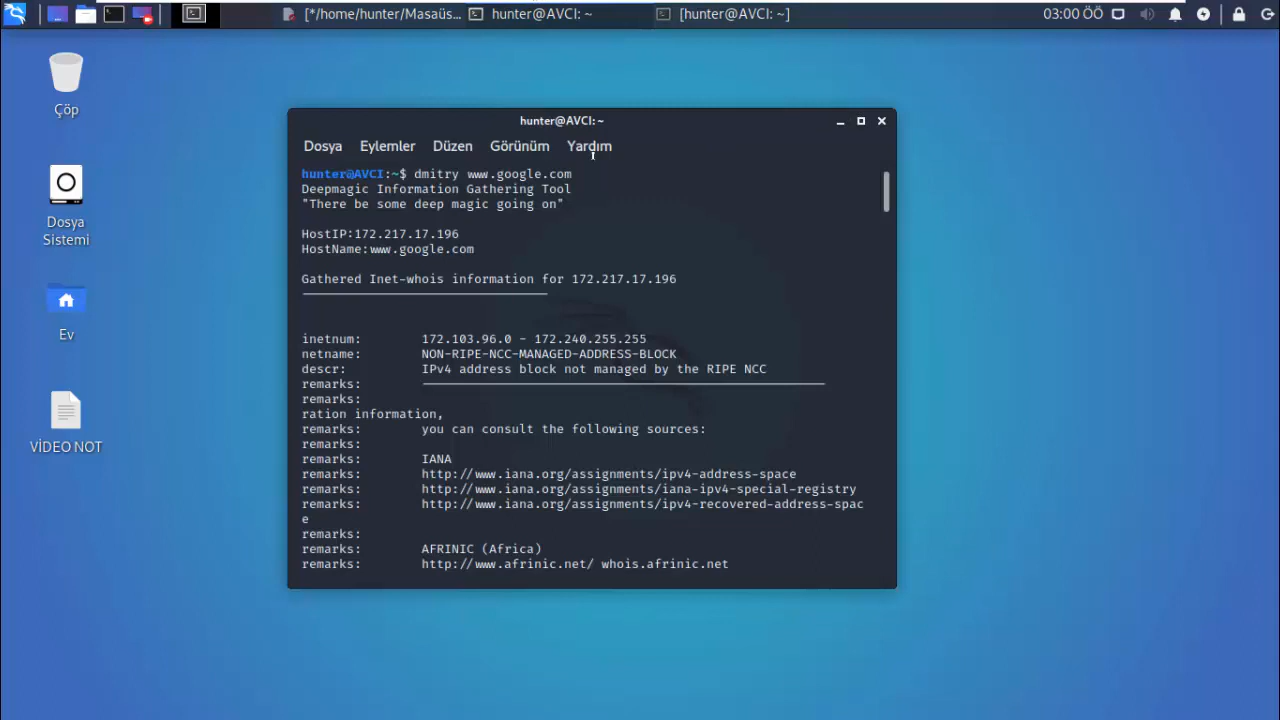 [*/home/hunter/Masaüs... hunter@AVCI: ~ [hunter@AVCI: ~] 03:00 ÖÖ
Çöp
Dosya
Sistemi
Ev
VİDEO NOT
hunter@AVCI:~
Dosya Eylemler Düzen Görünüm Yardım
hunter@AVCI:~$ dmitry www.google.com
Deepmagic Information Gathering Tool
"There be some deep magic going on"
HostIP:172.217.17.196
HostName:www.google.com
Gathered Inet-whois information for 172.217.17.196
inetnum: 172.103.96.0 - 172.240.255.255
netname: NON-RIPE-NCC-MANAGED-ADDRESS-BLOCK
descr: IPv4 address block not managed by the RIPE NCC
remarks:
remarks:
ration information,
remarks: you can consult the following sources:
remarks:
remarks: IANA
remarks: http://www.iana.org/assignments/ipv4-address-space
remarks: http://www.iana.org/assignments/iana-ipv4-special-registry
remarks: http://www.iana.org/assignments/ipv4-recovered-address-spac
e
remarks:
remarks: AFRINIC (Africa)
remarks: http://www.afrinic.net/ whois.afrinic.net